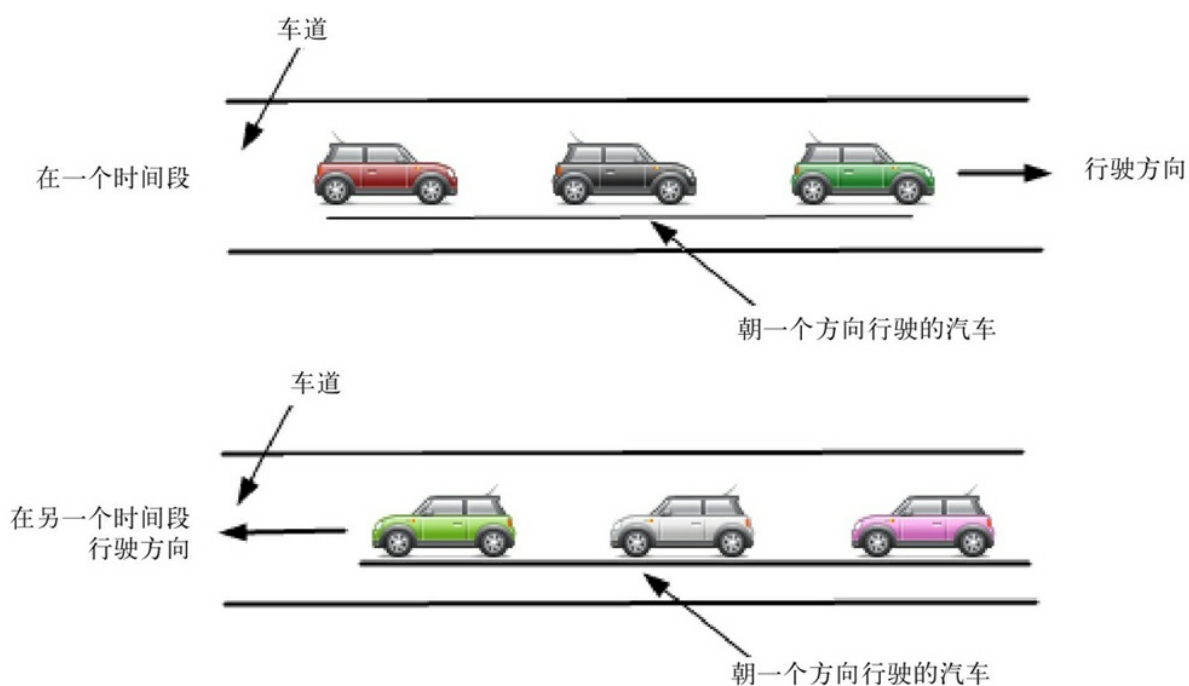 车道
在一个时间段
行驶方向
朝一个方向行驶的汽车
车道
在另一个时间段
行驶方向
朝一个方向行驶的汽车